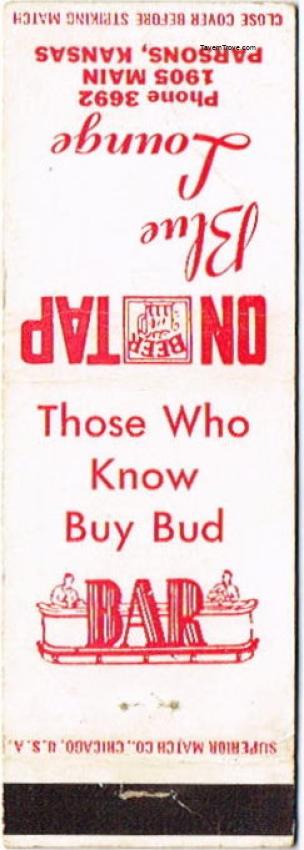 CLOSE COVER BEFORE STRIKING MATCH
TavernTrove.com
Blue
Lounge
Phone 3692
1905 MAIN
PARSONS, KANSAS
ON BEER TAP
Those Who
Know
Buy Bud
BAR
SUPERIOR MATCH CO., CHICAGO, U.S.A.